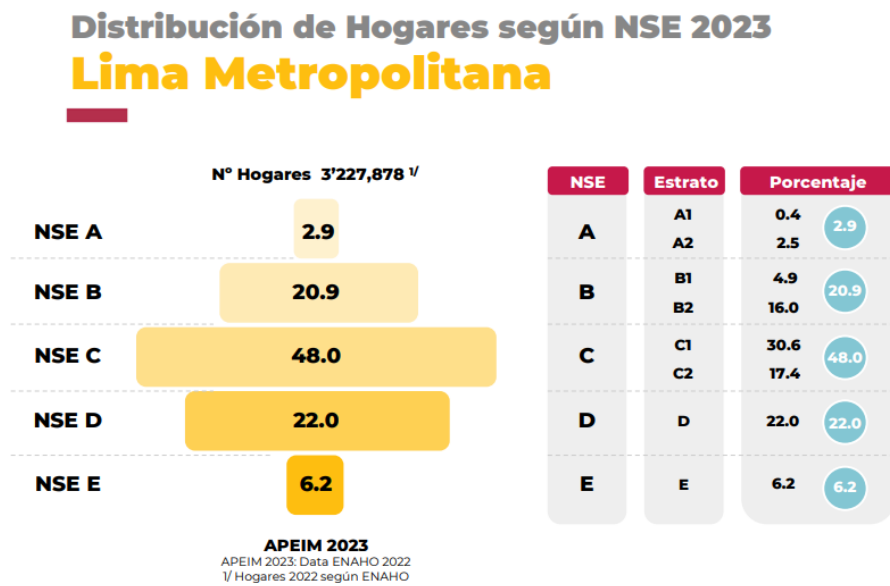 Distribución de Hogares según NSE 2023
Lima Metropolitana
Nº Hogares 3’227,878 1/
NSE A 2.9
NSE B 20.9
NSE C 48.0
NSE D 22.0
NSE E 6.2
APEIM 2023
APEIM 2023: Data ENAHO 2022
1/ Hogares 2022 según ENAHO
NSE Estrato Porcentaje
A1 0.4
A 2.9
A2 2.5
B1 4.9
B 20.9
B2 16.0
C1 30.6
C 48.0
C2 17.4
D D 22.0 22.0
E E 6.2 6.2